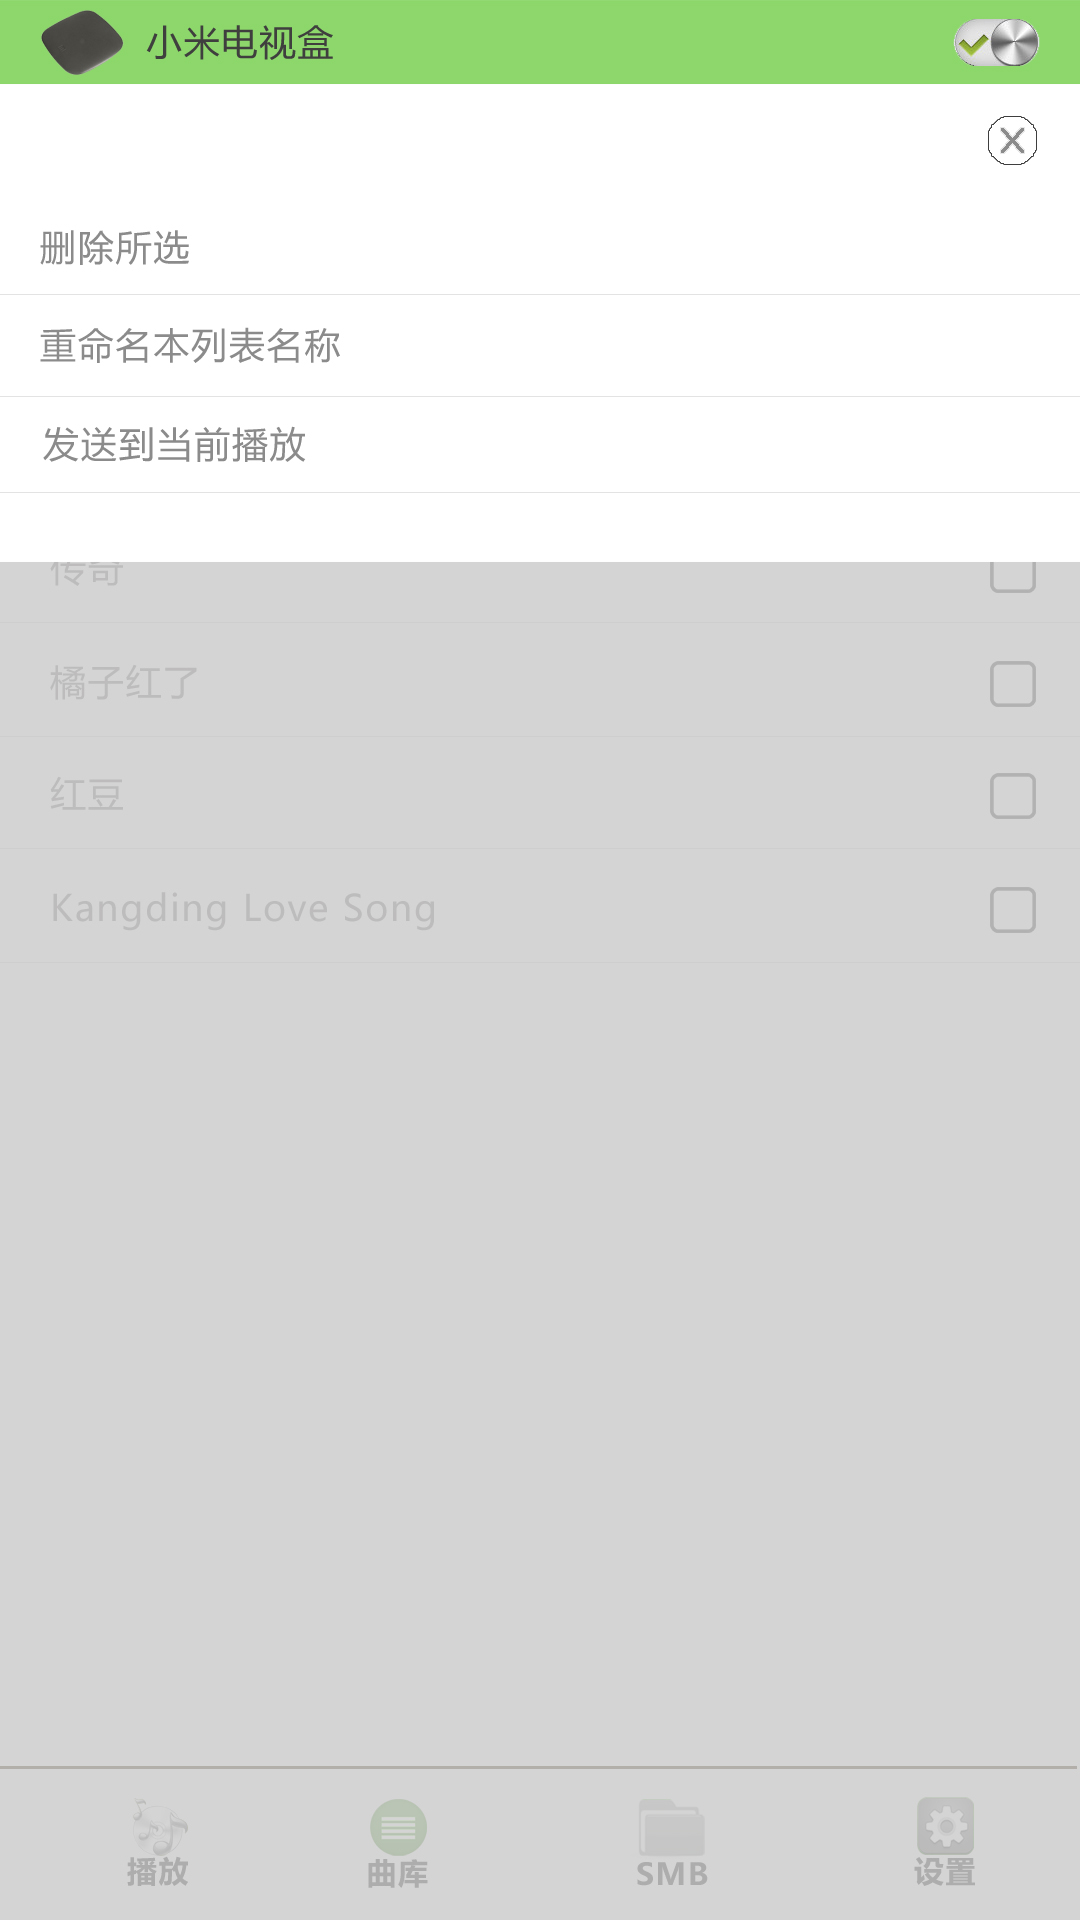 小米电视盒
删除所选
重命名本列表名称
发送到当前播放
传奇
橘子红了
红豆
Kangding Love Song
播放
曲库
SMB
设置